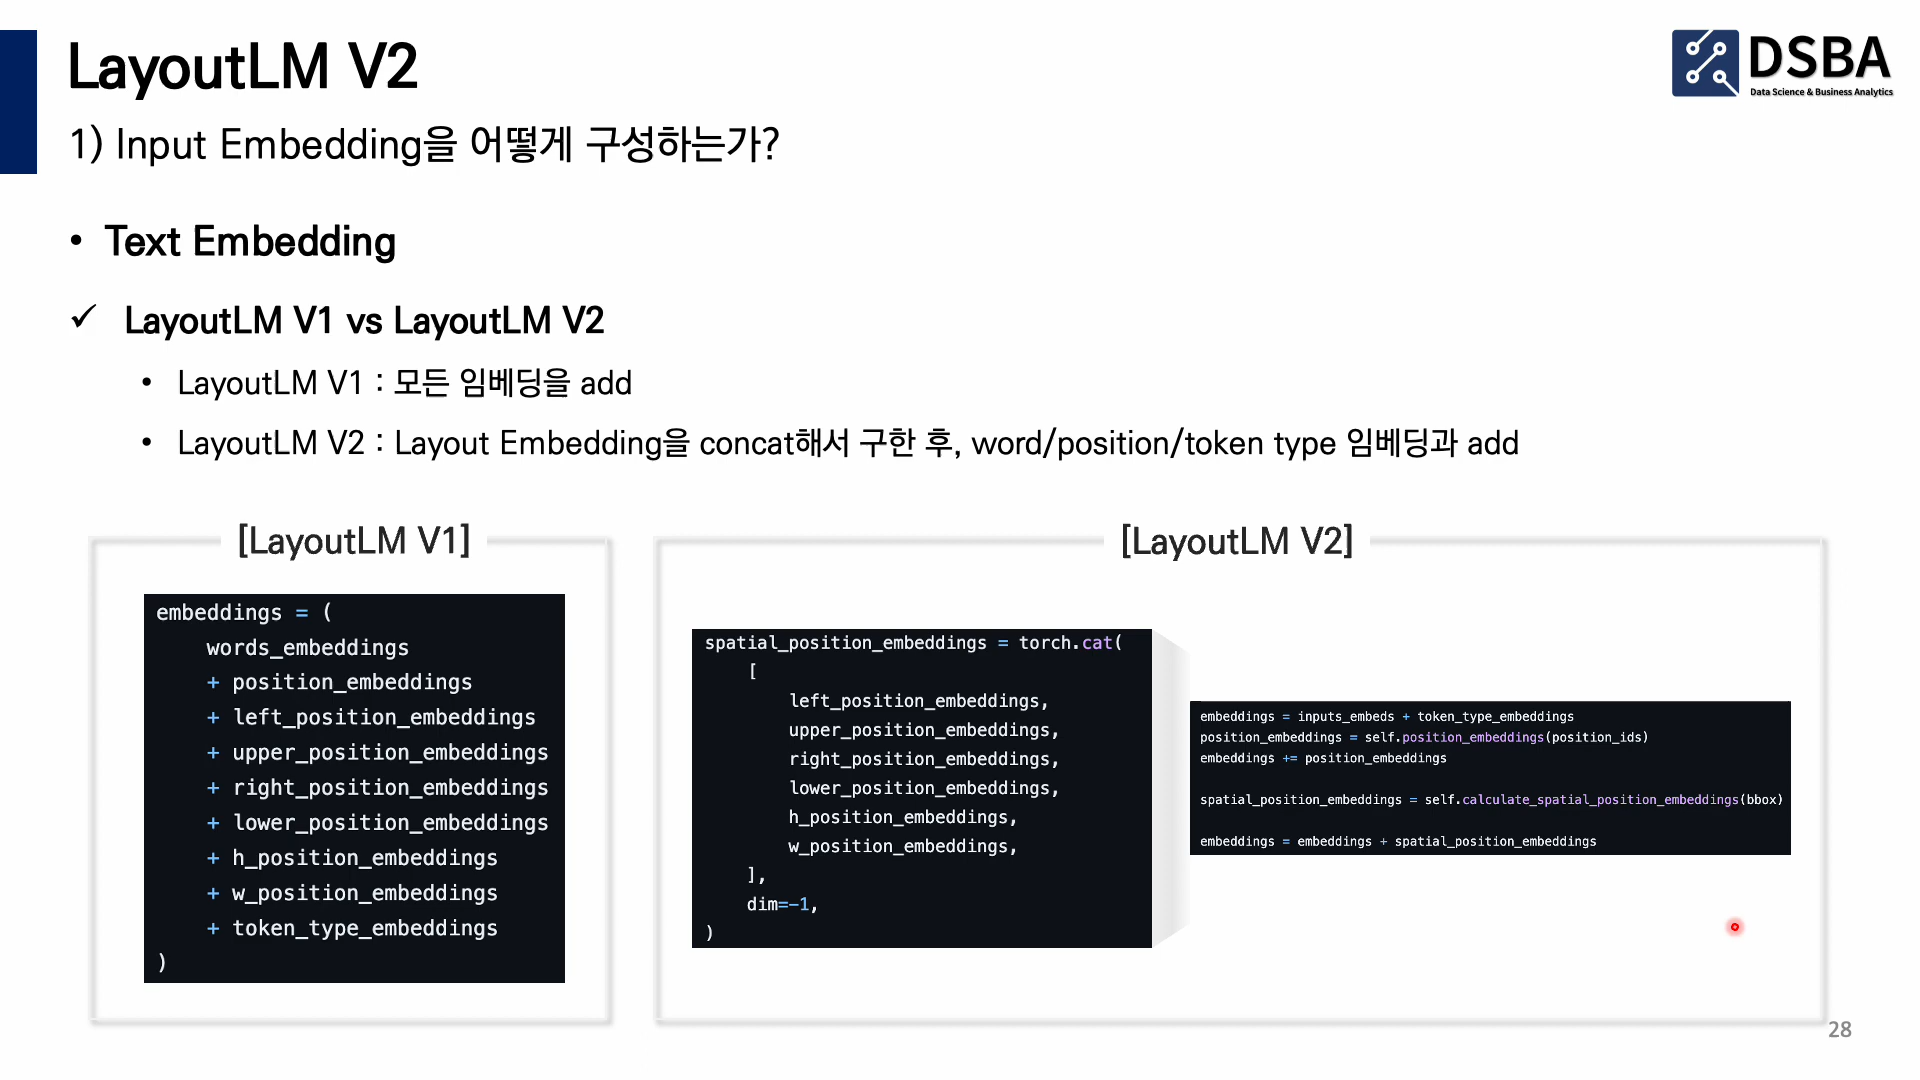 LayoutLM V2
DSBA
Data Science & Business Analytics
1) Input Embedding을 어떻게 구성하는가?
• Text Embedding
✓ LayoutLM V1 vs LayoutLM V2
• LayoutLM V1 : 모든 임베딩을 add
• LayoutLM V2 : Layout Embedding을 concat해서 구한 후, word/position/token type 임베딩과 add
[LayoutLM V1]
embeddings = (
words_embeddings
+ position_embeddings
+ left_position_embeddings
+ upper_position_embeddings
+ right_position_embeddings
+ lower_position_embeddings
+ h_position_embeddings
+ w_position_embeddings
+ token_type_embeddings
)
[LayoutLM V2]
spatial_position_embeddings = torch.cat(
[
left_position_embeddings,
upper_position_embeddings,
right_position_embeddings,
lower_position_embeddings,
h_position_embeddings,
w_position_embeddings,
],
dim=-1,
)
embeddings = inputs_embeds + token_type_embeddings
position_embeddings = self.position_embeddings(position_ids)
embeddings += position_embeddings
spatial_position_embeddings = self.calculate_spatial_position_embeddings(bbox)
embeddings = embeddings + spatial_position_embeddings
28